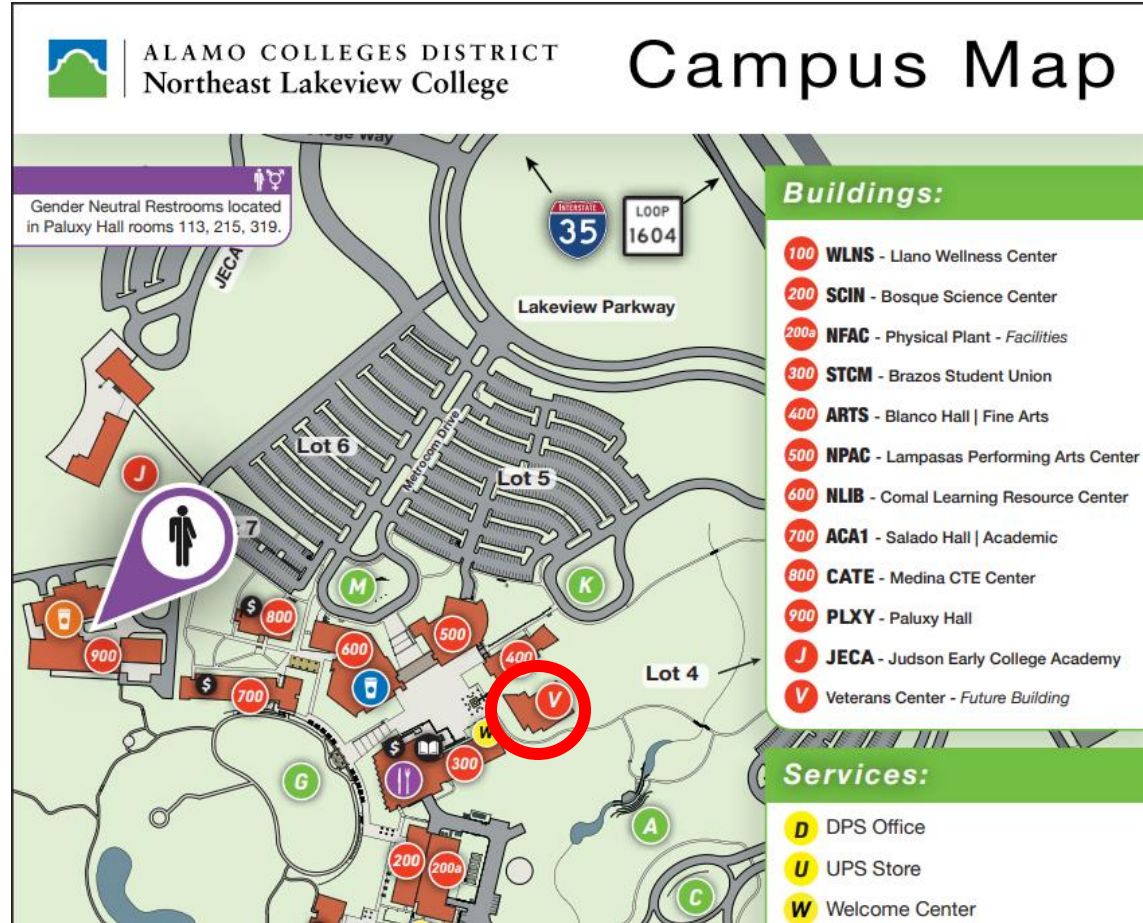 ALAMO COLLEGES DISTRICT
Northeast Lakeview College
Campus Map
Way
Gender Neutral Restrooms located
in Paluxy Hall rooms 113, 215, 319.
INTERSTATE
35
LOOP
1604
JECA
Lakeview Parkway
Lot 6
Metrocom Drive
Lot 5
J
7
M
K
$
800
500
600
400
900
Lot 4
$
700
V
W
$
300
G
A
200
200a
C
Buildings:
100 WLNS - Llano Wellness Center
200 SCIN - Bosque Science Center
200a NFAC - Physical Plant - Facilities
300 STCM - Brazos Student Union
400 ARTS - Blanco Hall | Fine Arts
500 NPAC - Lampasas Performing Arts Center
600 NLIB - Comal Learning Resource Center
700 ACA1 - Salado Hall | Academic
800 CATE - Medina CTE Center
900 PLXY - Paluxy Hall
J JECA - Judson Early College Academy
V Veterans Center - Future Building
Services:
D DPS Office
U UPS Store
W Welcome Center